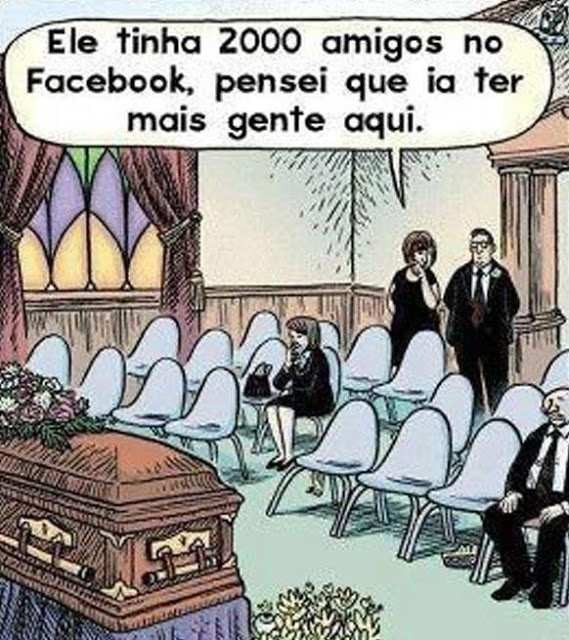 Ele tinha 2000 amigos no
Facebook, pensei que ia ter
mais gente aqui.